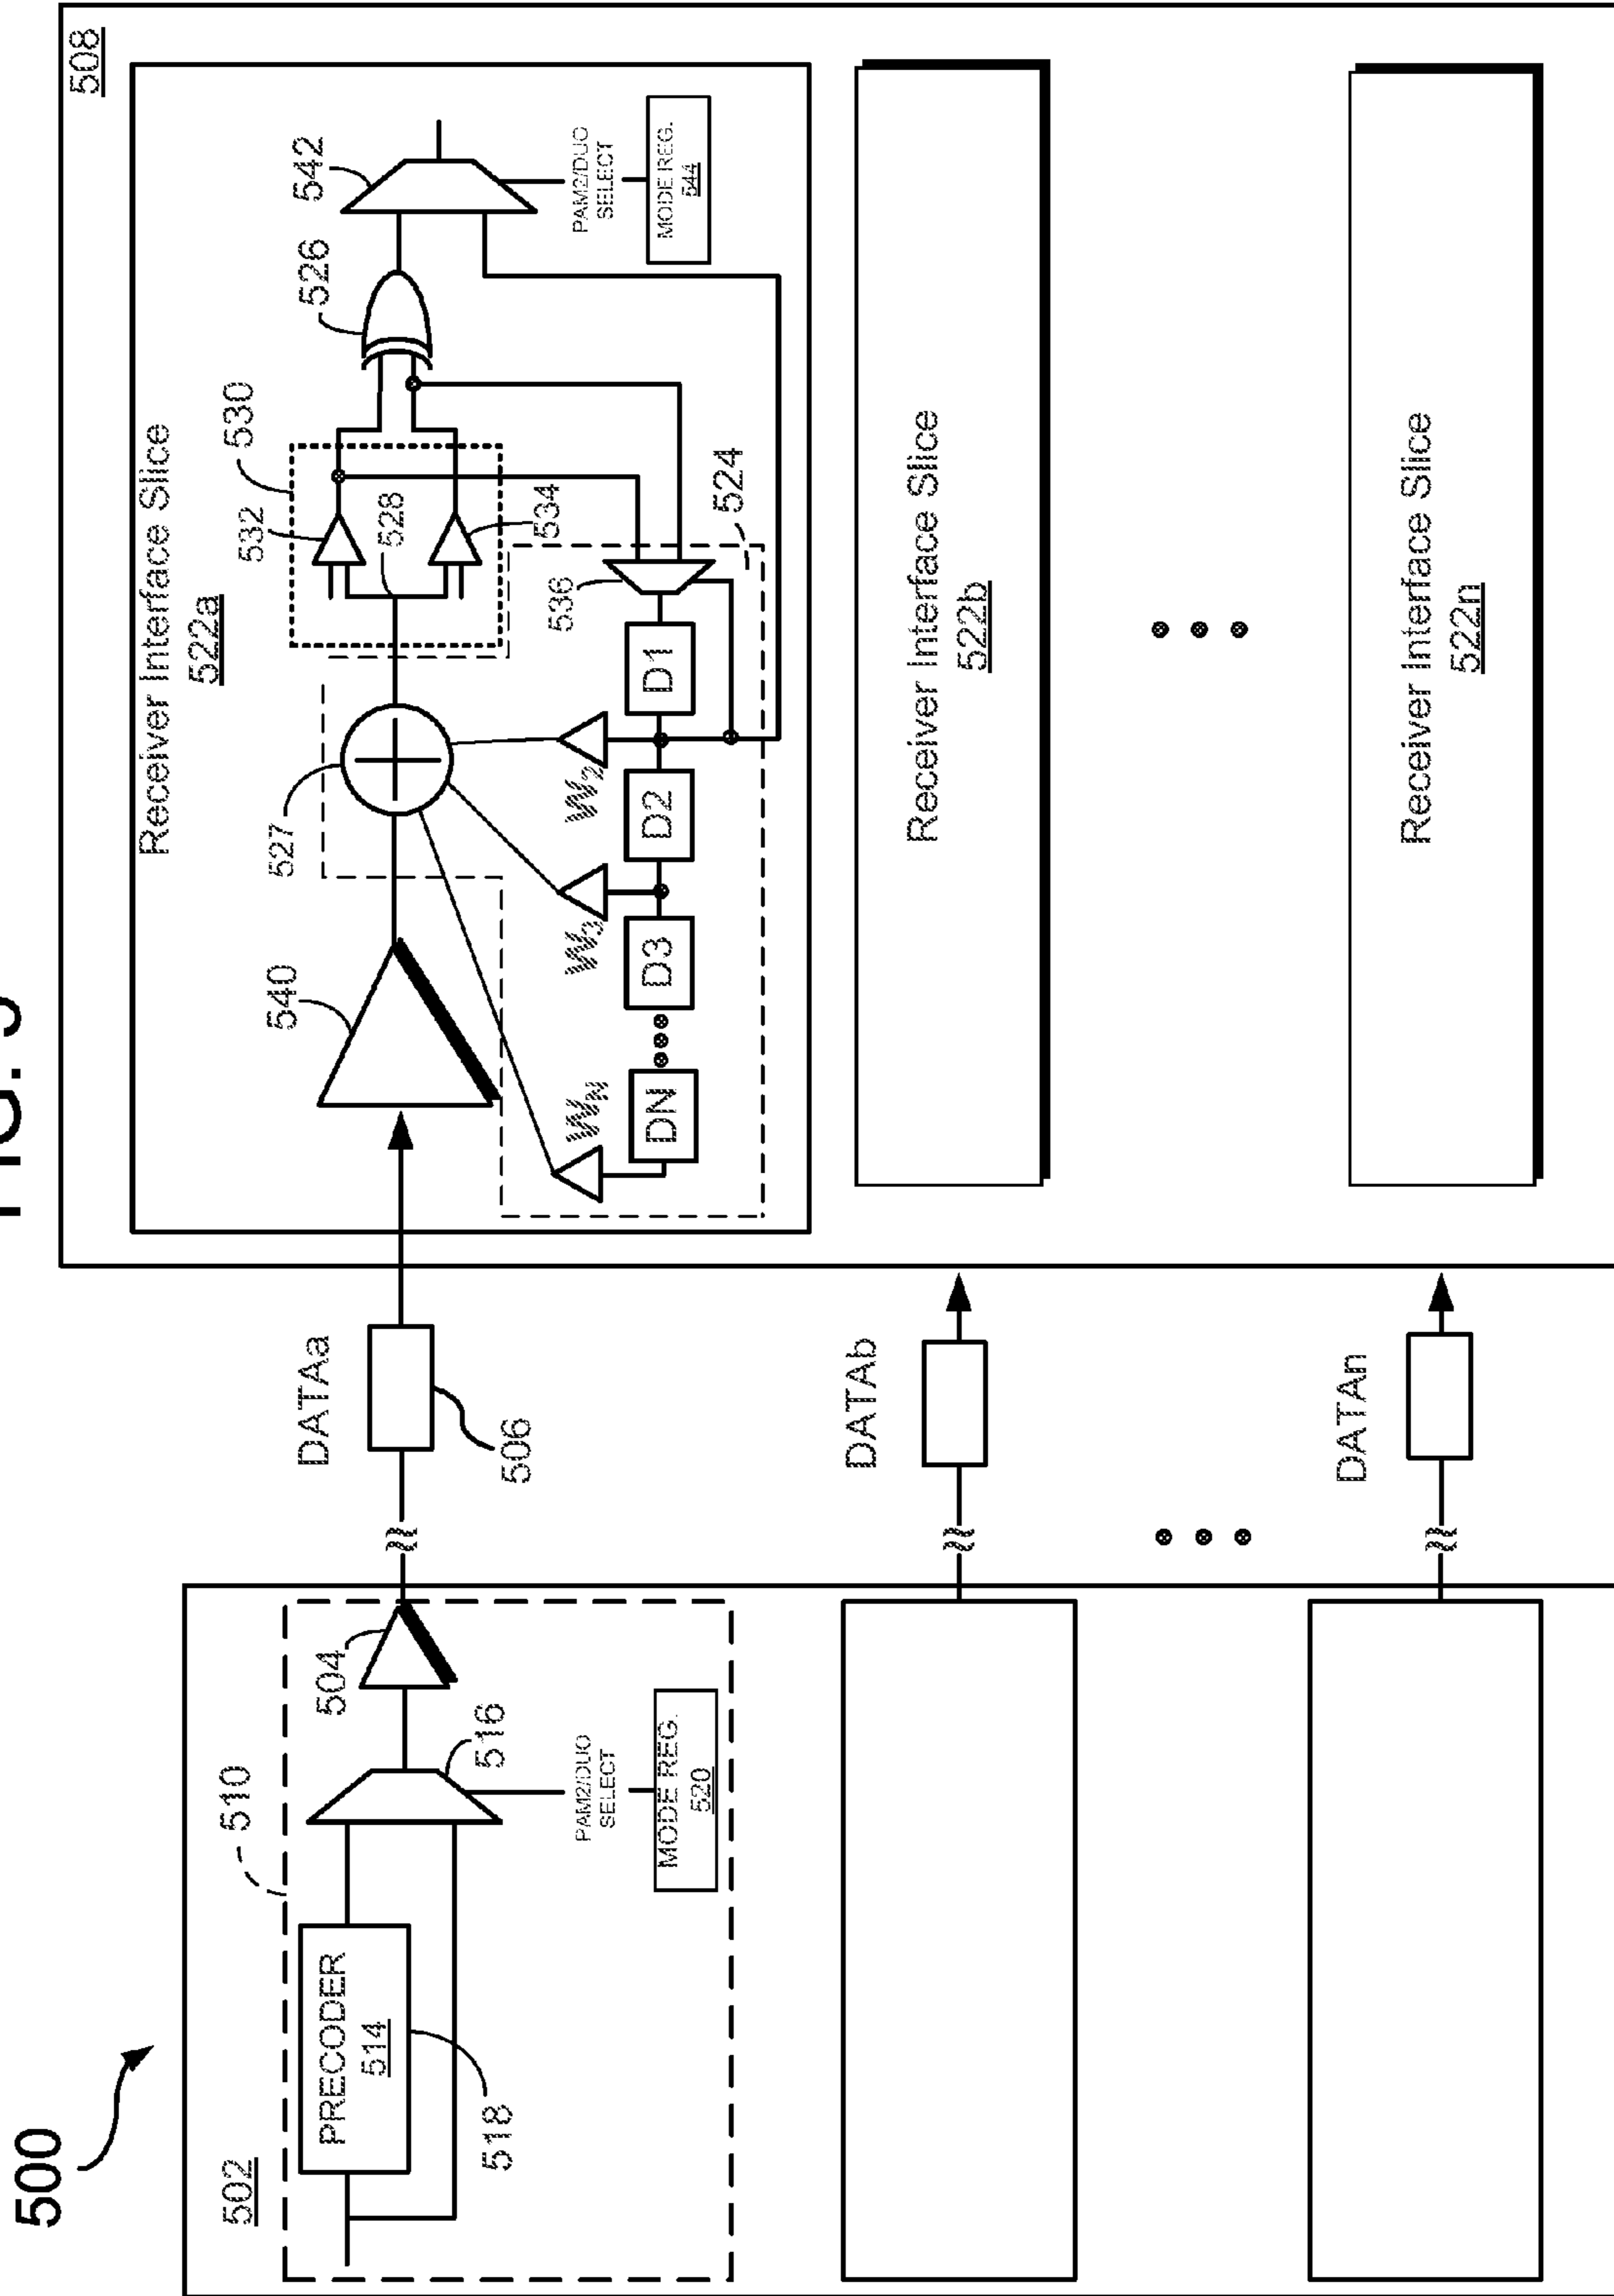 FIG. 5
500
502
510
PRECODER
514
518
516
504
PAM2/DUO
SELECT
MODE REG.
520
DATAa
506
DATAb
DATAn
508
Receiver Interface Slice
522a
540
527
530
532
528
534
526
542
PAM2/DUO
SELECT
MODE REG.
544
536
524
D1
D2
D3
DN
W2
W3
WN
Receiver Interface Slice
522b
Receiver Interface Slice
522n